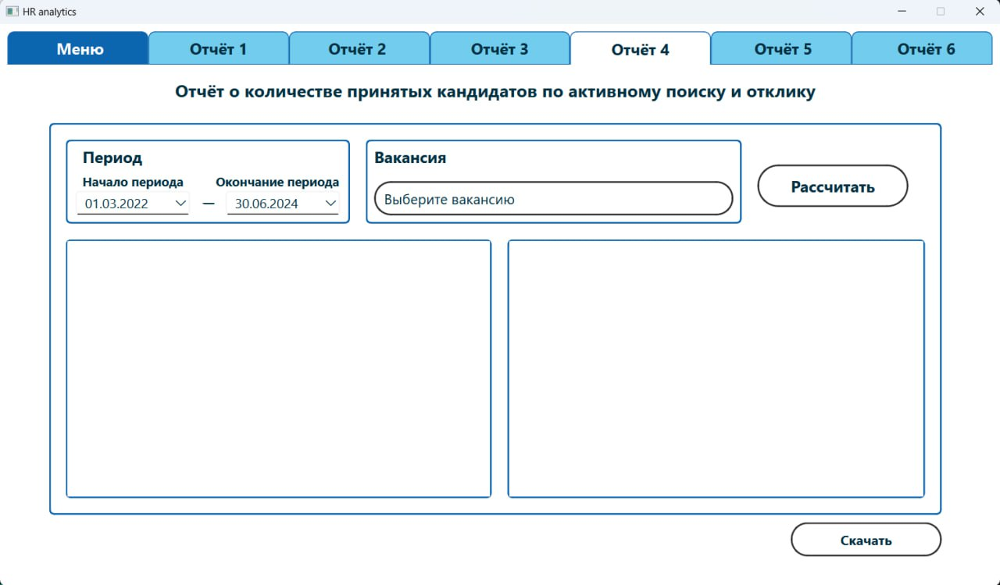 HR analytics
Меню
Отчёт 1
Отчёт 2
Отчёт 3
Отчёт 4
Отчёт 5
Отчёт 6
Отчёт о количестве принятых кандидатов по активному поиску и отклику
Период
Начало периода
Окончание периода
01.03.2022 — 30.06.2024
Вакансия
Выберите вакансию
Рассчитать
Скачать